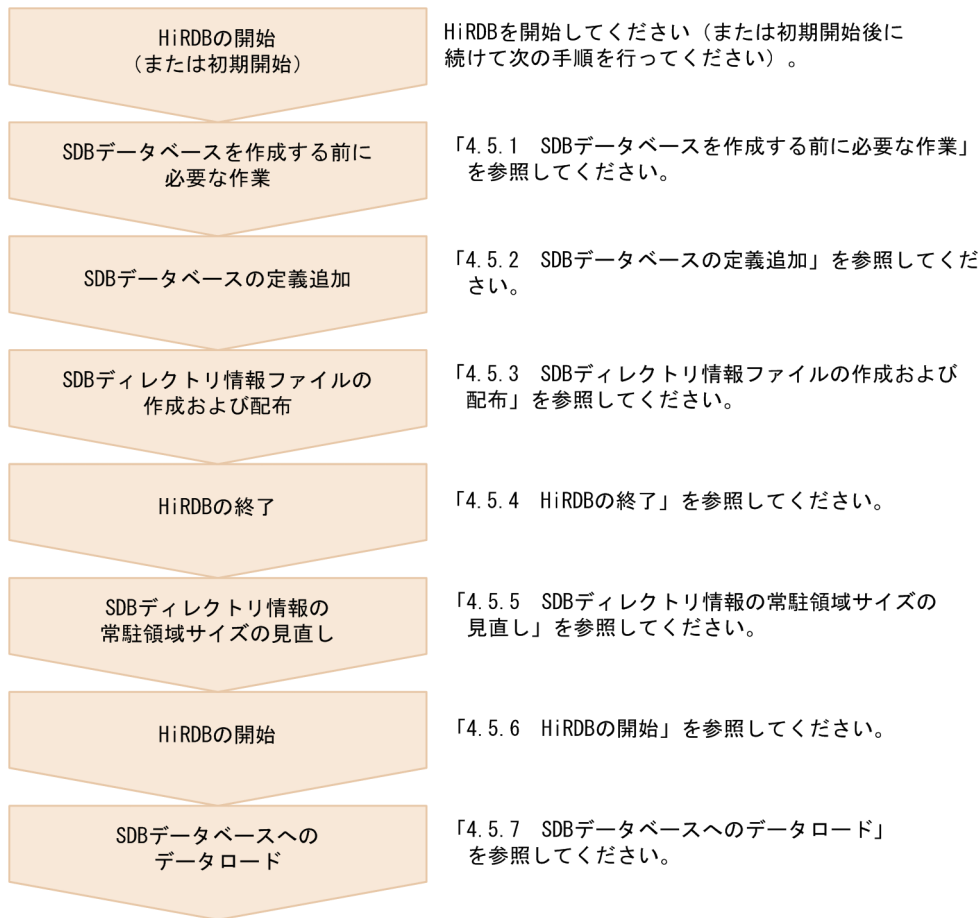 HiRDBの開始
（または初期開始）
HiRDBを開始してください（または初期開始後に
続けて次の手順を行ってください）。
SDBデータベースを作成する前に
必要な作業
「4.5.1　SDBデータベースを作成する前に必要な作業」
を参照してください。
SDBデータベースの定義追加
「4.5.2　SDBデータベースの定義追加」を参照してくだ
さい。
SDBディレクトリ情報ファイルの
作成および配布
「4.5.3　SDBディレクトリ情報ファイルの作成および
配布」を参照してください。
HiRDBの終了
「4.5.4　HiRDBの終了」を参照してください。
SDBディレクトリ情報の
常駐領域サイズの見直し
「4.5.5　SDBディレクトリ情報の常駐領域サイズの
見直し」を参照してください。
HiRDBの開始
「4.5.6　HiRDBの開始」を参照してください。
SDBデータベースへの
データロード
「4.5.7　SDBデータベースへのデータロード」
を参照してください。